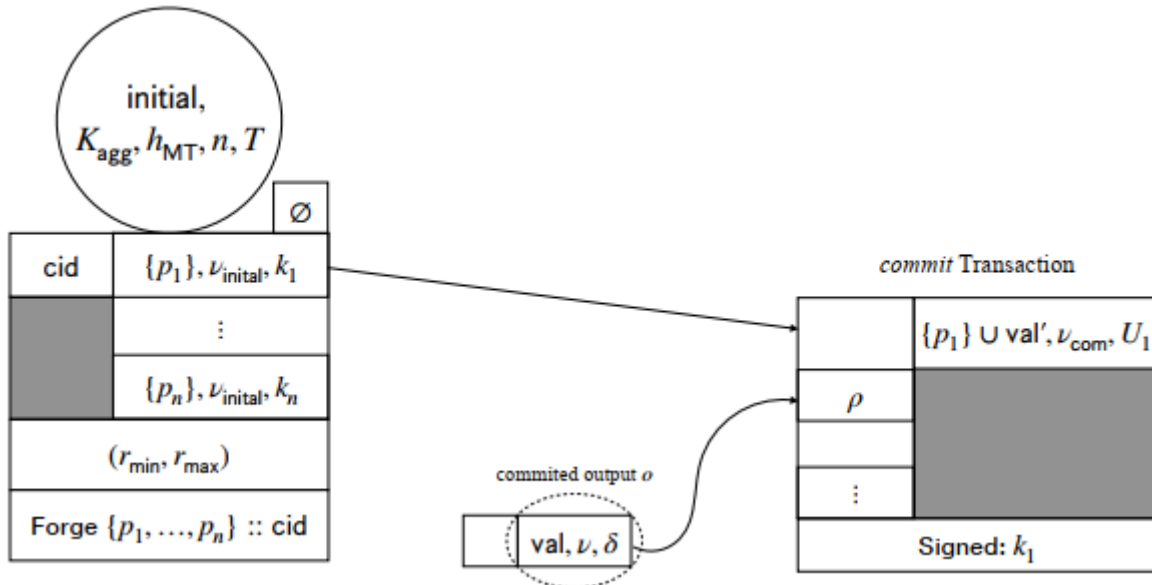 initial,
K_agg, h_MT, n, T
∅
cid
{p_1}, ν_inital, k_1
⋮
{p_n}, ν_inital, k_n
(r_min, r_max)
Forge {p_1, …, p_n} :: cid
commited output o
val, ν, δ
commit Transaction
{p_1} ∪ val′, ν_com, U_1
ρ
⋮
Signed: k_1